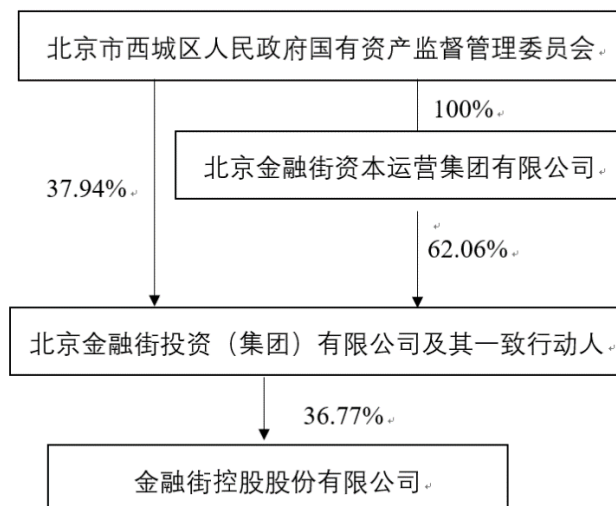 北京市西城区人民政府国有资产监督管理委员会
100%
北京金融街资本运营集团有限公司
37.94%
62.06%
北京金融街投资（集团）有限公司及其一致行动人
36.77%
金融街控股股份有限公司